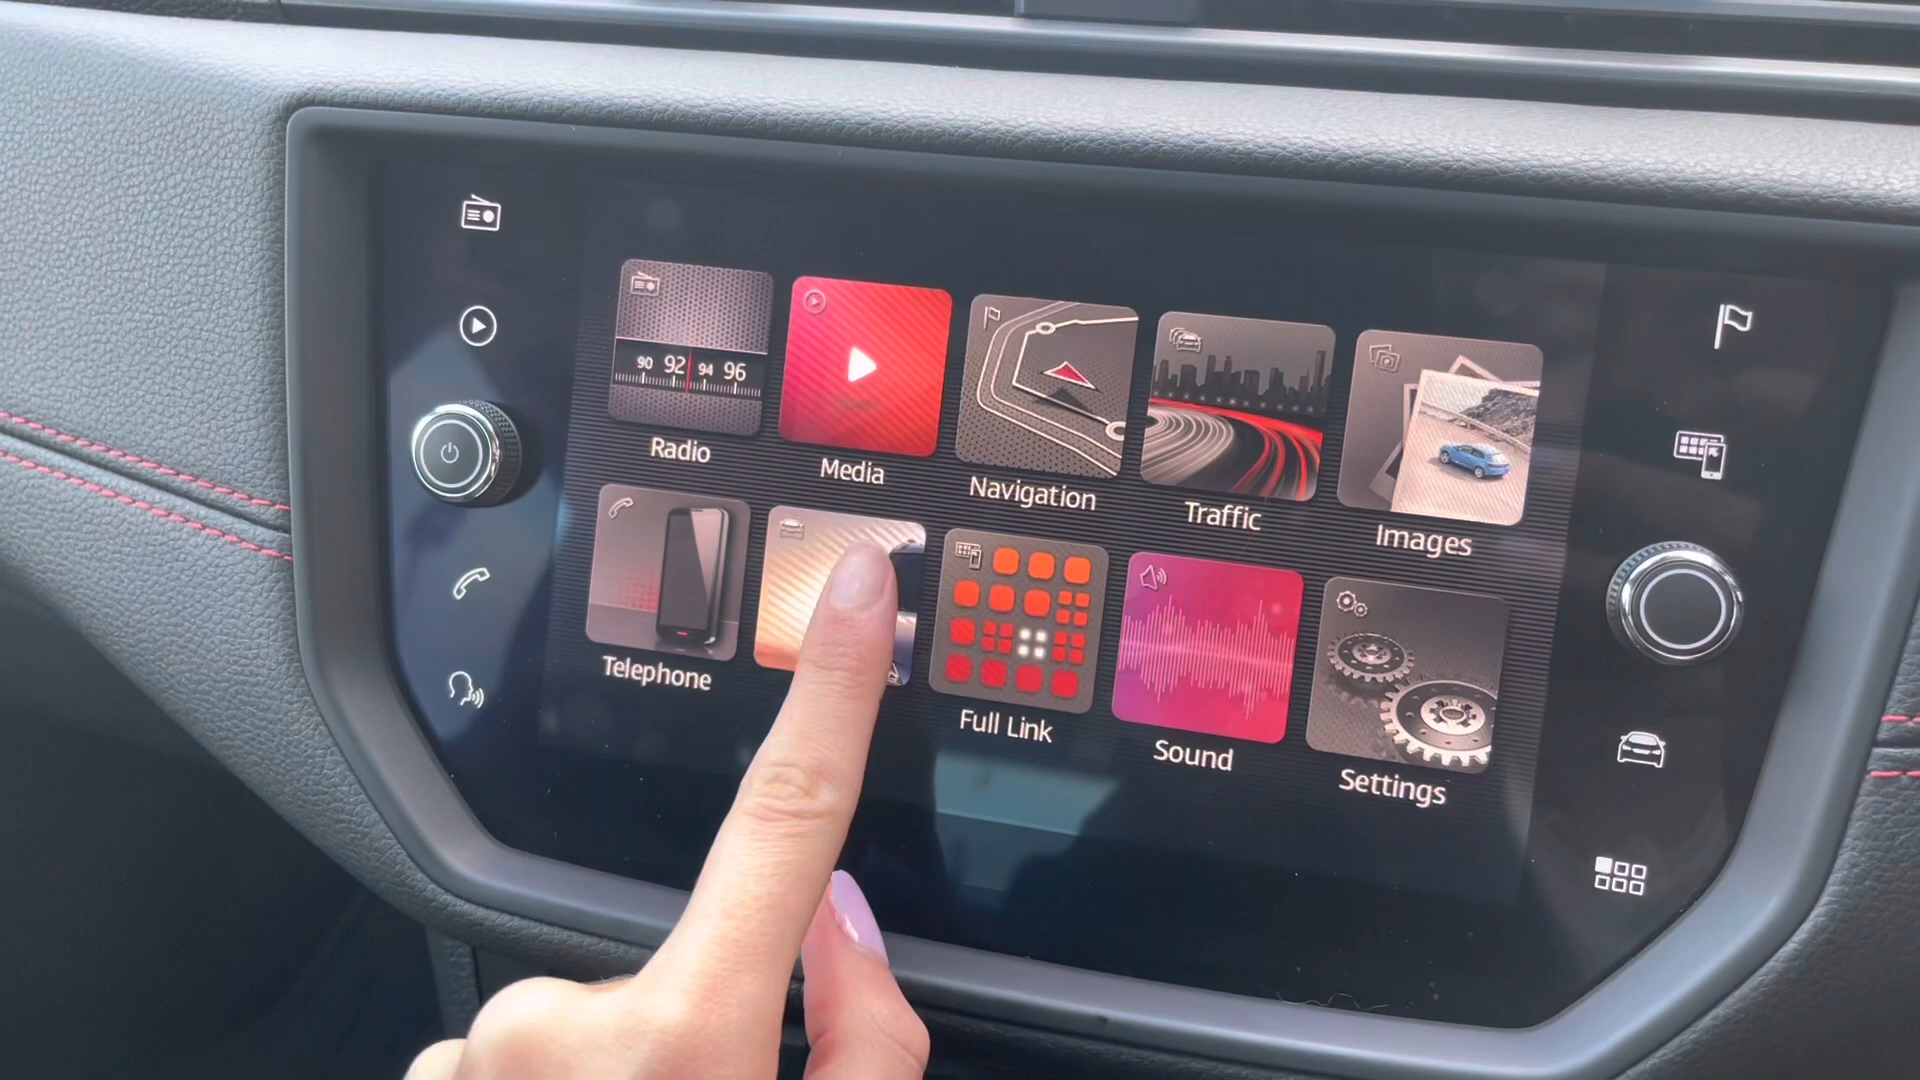 90 92 94 96
Radio
Media
Navigation
Traffic
Images
Telephone
Full Link
Sound
Settings